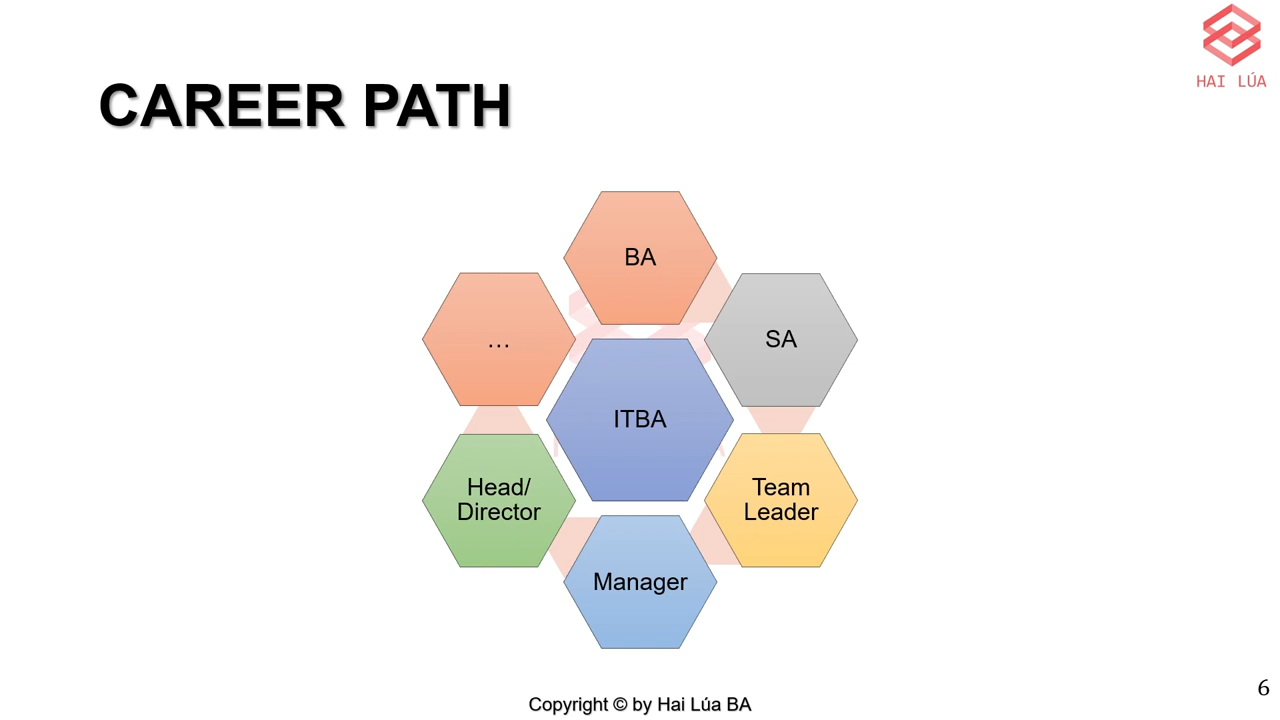 HAI LÚA
CAREER PATH
BA
...
SA
ITBA
Head/
Director
Team
Leader
Manager
6
Copyright © by Hai Lúa BA